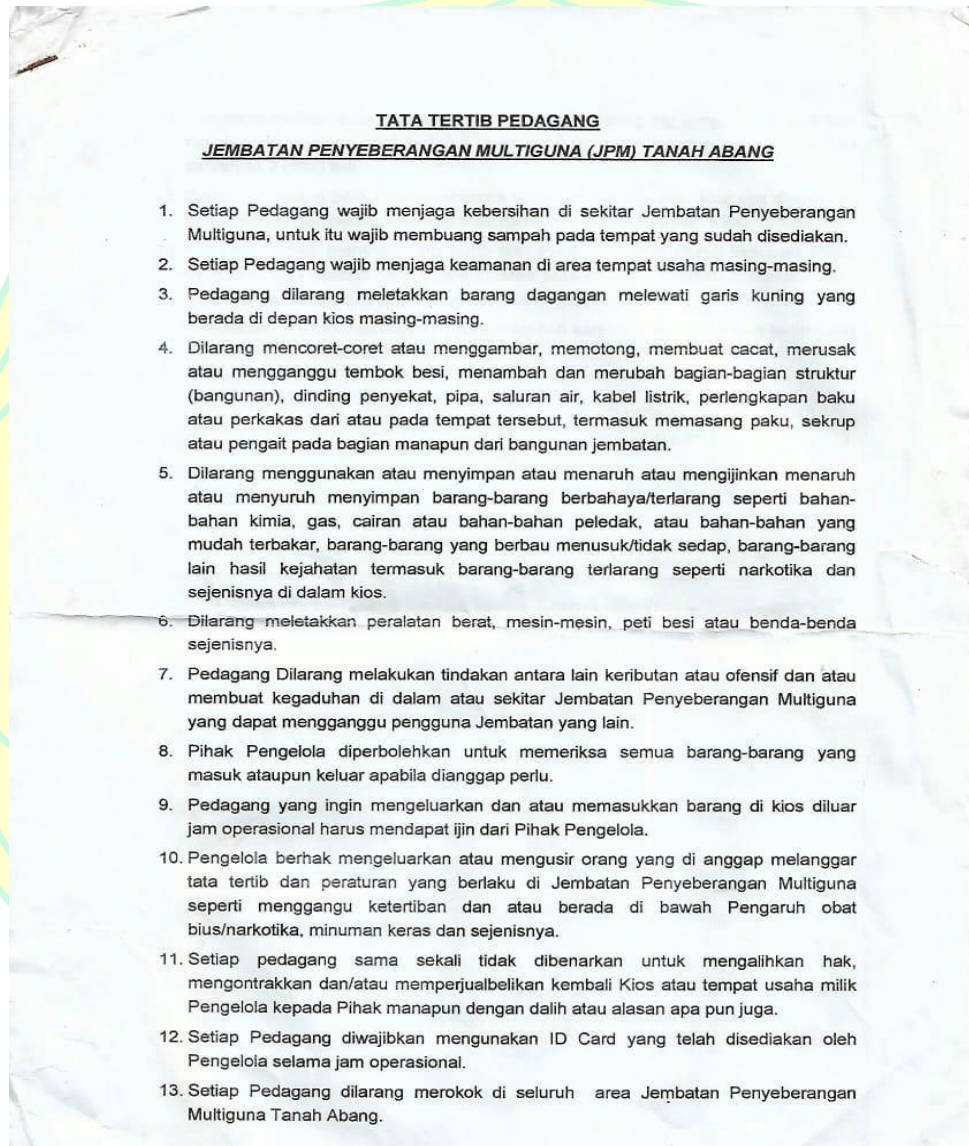 TATA TERTIB PEDAGANG
JEMBATAN PENYEBERANGAN MULTIGUNA (JPM) TANAH ABANG
1. Setiap Pedagang wajib menjaga kebersihan di sekitar Jembatan Penyeberangan
Multiguna, untuk itu wajib membuang sampah pada tempat yang sudah disediakan.
2. Setiap Pedagang wajib menjaga keamanan di area tempat usaha masing-masing.
3. Pedagang dilarang meletakkan barang dagangan melewati garis kuning yang
berada di depan kios masing-masing.
4. Dilarang mencoret-coret atau menggambar, memotong, membuat cacat, merusak
atau mengganggu tembok besi, menambah dan merubah bagian-bagian struktur
(bangunan), dinding penyekat, pipa, saluran air, kabel listrik, perlengkapan baku
atau perkakas dari atau pada tempat tersebut, termasuk memasang paku, sekrup
atau pengait pada bagian manapun dari bangunan jembatan.
5. Dilarang menggunakan atau menyimpan atau menaruh atau mengijinkan menaruh
atau menyuruh menyimpan barang-barang berbahaya/terlarang seperti bahan-
bahan kimia, gas, cairan atau bahan-bahan peledak, atau bahan-bahan yang
mudah terbakar, barang-barang yang berbau menusuk/tidak sedap, barang-barang
lain hasil kejahatan termasuk barang-barang terlarang seperti narkotika dan
sejenisnya di dalam kios.
6. Dilarang meletakkan peralatan berat, mesin-mesin, peti besi atau benda-benda
sejenisnya.
7. Pedagang Dilarang melakukan tindakan antara lain keributan atau ofensif dan atau
membuat kegaduhan di dalam atau sekitar Jembatan Penyeberangan Multiguna
yang dapat mengganggu pengguna Jembatan yang lain.
8. Pihak Pengelola diperbolehkan untuk memeriksa semua barang-barang yang
masuk ataupun keluar apabila dianggap perlu.
9. Pedagang yang ingin mengeluarkan dan atau memasukkan barang di kios diluar
jam operasional harus mendapat ijin dari Pihak Pengelola.
10. Pengelola berhak mengeluarkan atau mengusir orang yang di anggap melanggar
tata tertib dan peraturan yang berlaku di Jembatan Penyeberangan Multiguna
seperti menggangu ketertiban dan atau berada di bawah Pengaruh obat
bius/narkotika, minuman keras dan sejenisnya.
11. Setiap pedagang sama sekali tidak dibenarkan untuk mengalihkan hak,
mengontrakkan dan/atau memperjualbelikan kembali Kios atau tempat usaha milik
Pengelola kepada Pihak manapun dengan dalih atau alasan apa pun juga.
12. Setiap Pedagang diwajibkan mengunakan ID Card yang telah disediakan oleh
Pengelola selama jam operasional.
13. Setiap Pedagang dilarang merokok di seluruh area Jembatan Penyeberangan
Multiguna Tanah Abang.